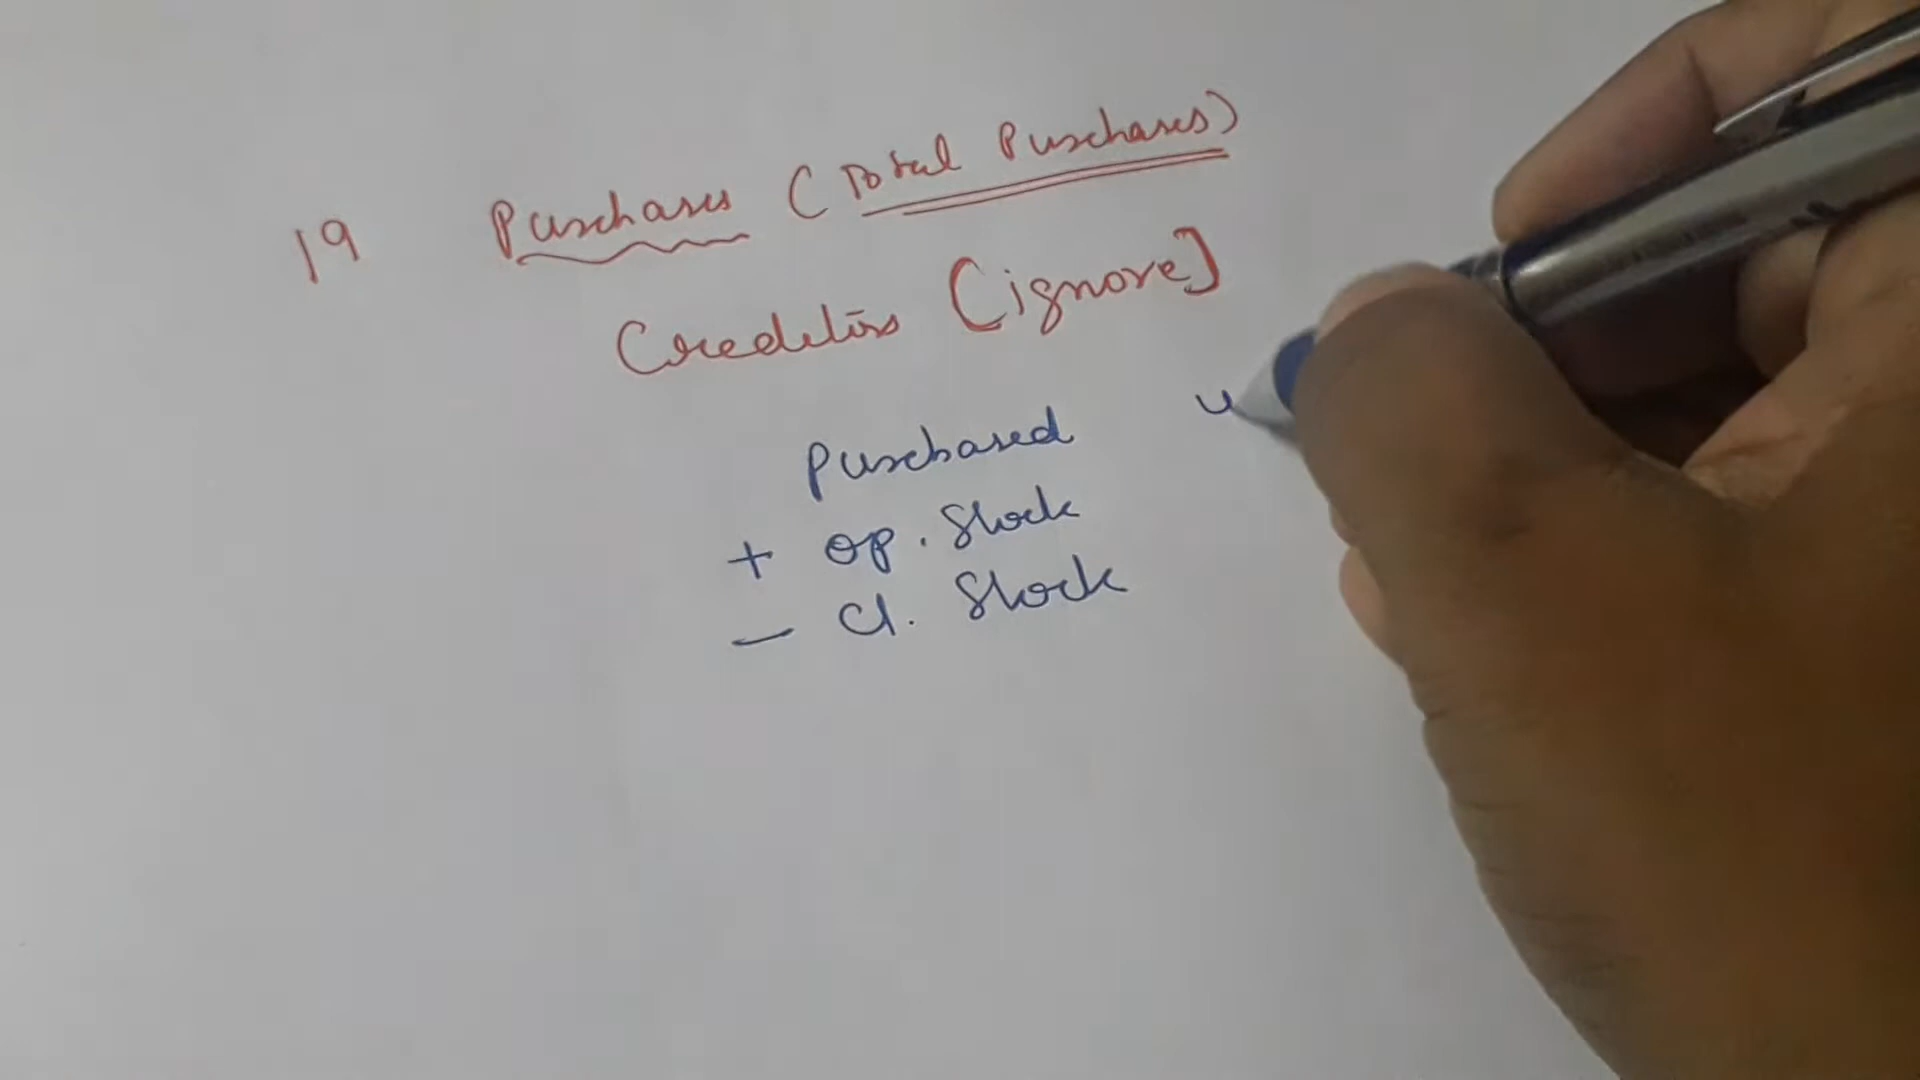 19 Purchases (Total Purchases)
Creditors [ignore]
Purchased
+ op. Stock
- Cl. Stock